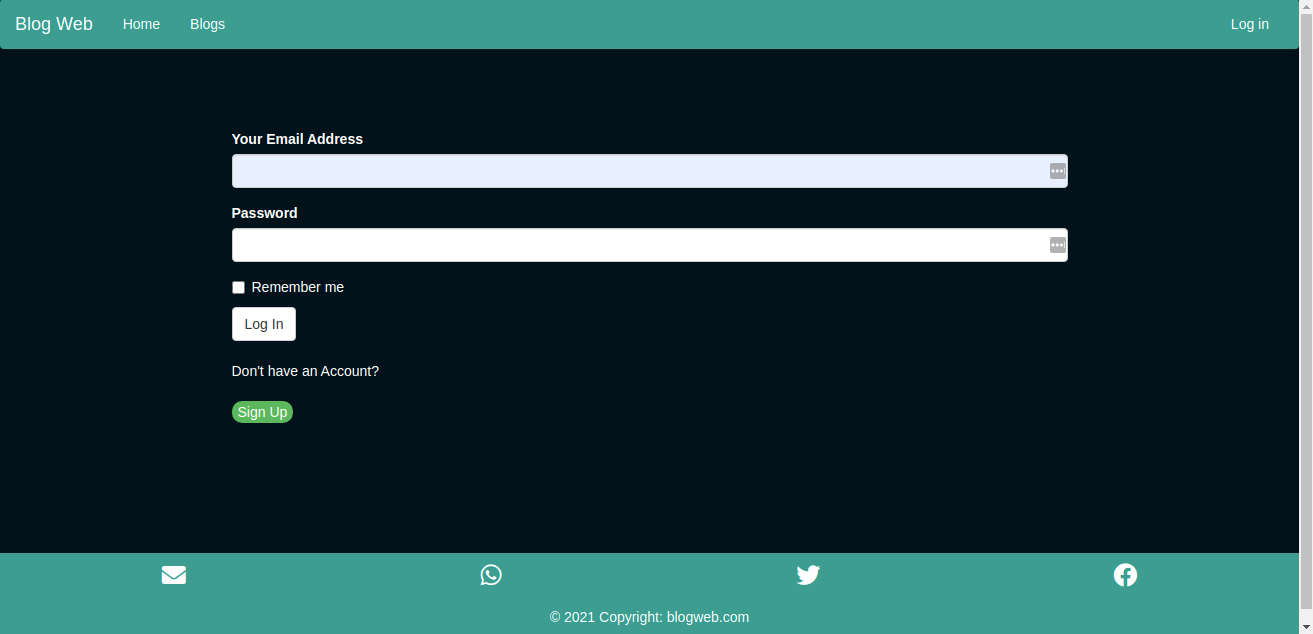 Blog Web Home Blogs Log in
Your Email Address
Password
Remember me
Log In
Don't have an Account?
Sign Up
© 2021 Copyright: blogweb.com